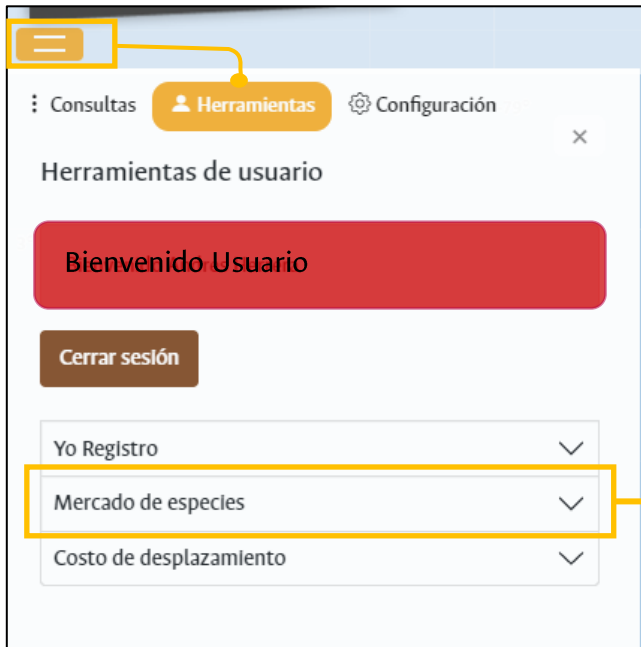 Consultas Herramientas Configuración
Herramientas de usuario
Bienvenido Usuario
Cerrar sesión
Yo Registro
Mercado de especies
Costo de desplazamiento